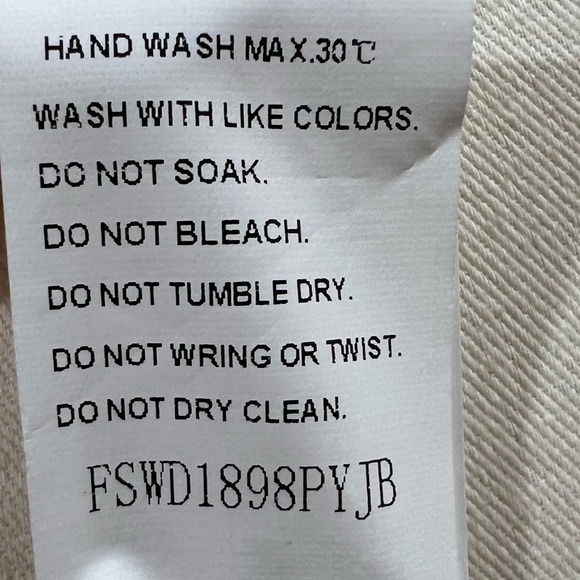 HAND WASH MAX.30℃
WASH WITH LIKE COLORS.
DO NOT SOAK.
DO NOT BLEACH.
DO NOT TUMBLE DRY.
DO NOT WRING OR TWIST.
DO NOT DRY CLEAN.
FSWD1898PYJB